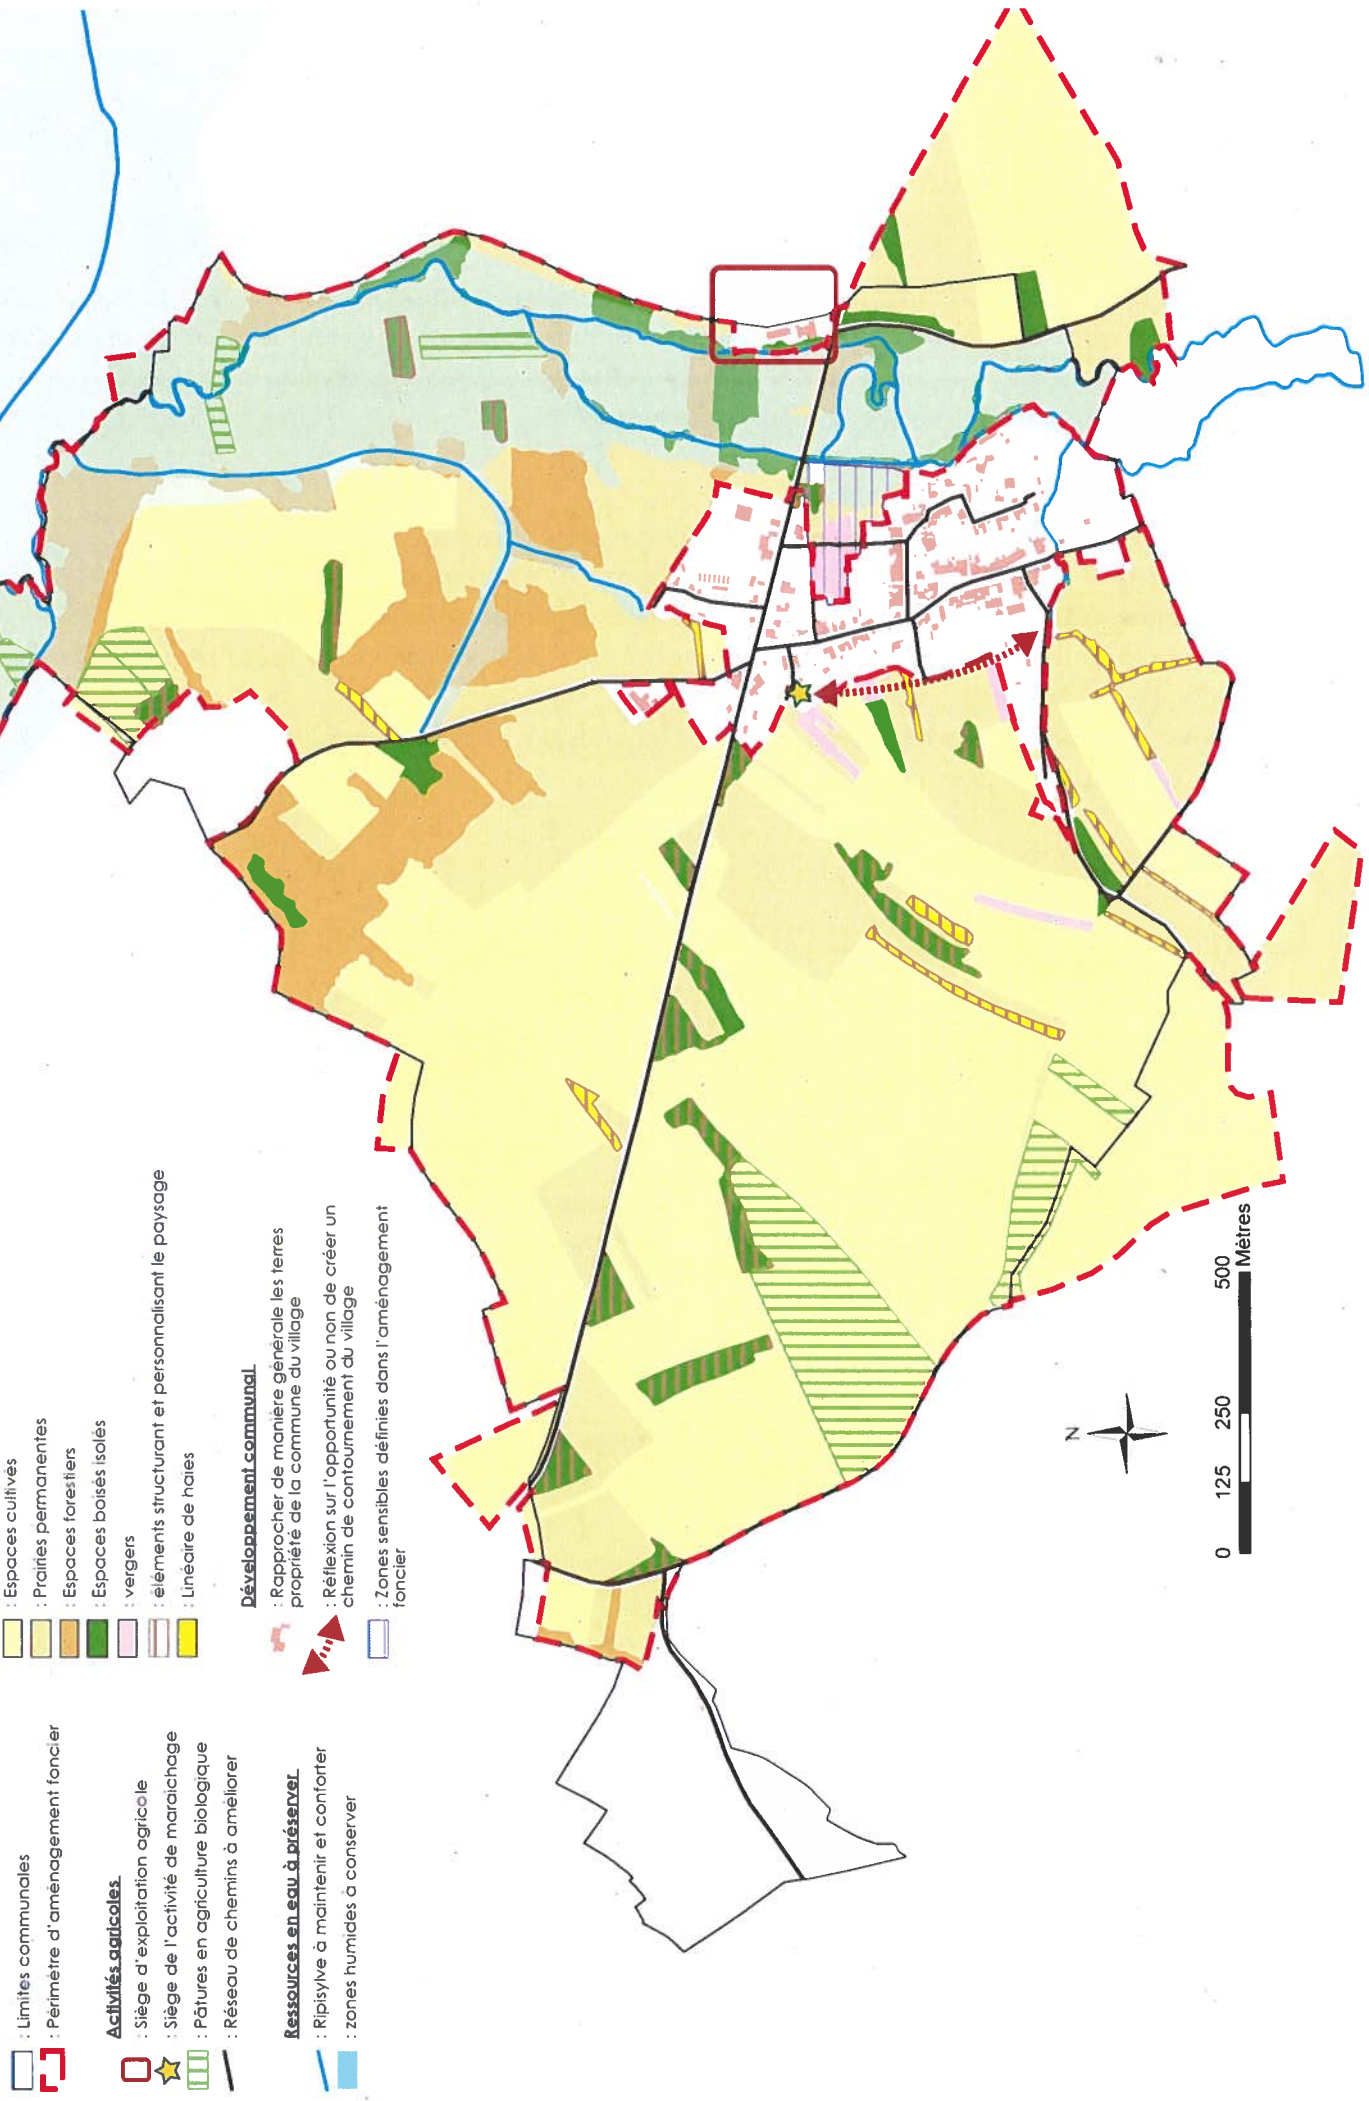 : Limites communales
: Périmètre d'aménagement foncier
Activités agricoles
: Siège d'exploitation agricole
: Siège de l'activité de maraichage
: Pâtures en agriculture biologique
: Réseau de chemins à améliorer
Ressources en eau à préserver
: Ripisylve à maintenir et conforter
: zones humides à conserver
: Espaces cultivés
: Prairies permanentes
: Espaces forestiers
: Espaces boisés isolés
: vergers
: éléments structurant et personnalisant le paysage
: Linéaire de haies
Développement communal
: Rapprocher de manière générale les terres
propriété de la commune du village
: Réflexion sur l'opportunité ou non de créer un
chemin de contournement du village
: Zones sensibles définies dans l'aménagement
foncier
N
0 125 250 500
Mètres